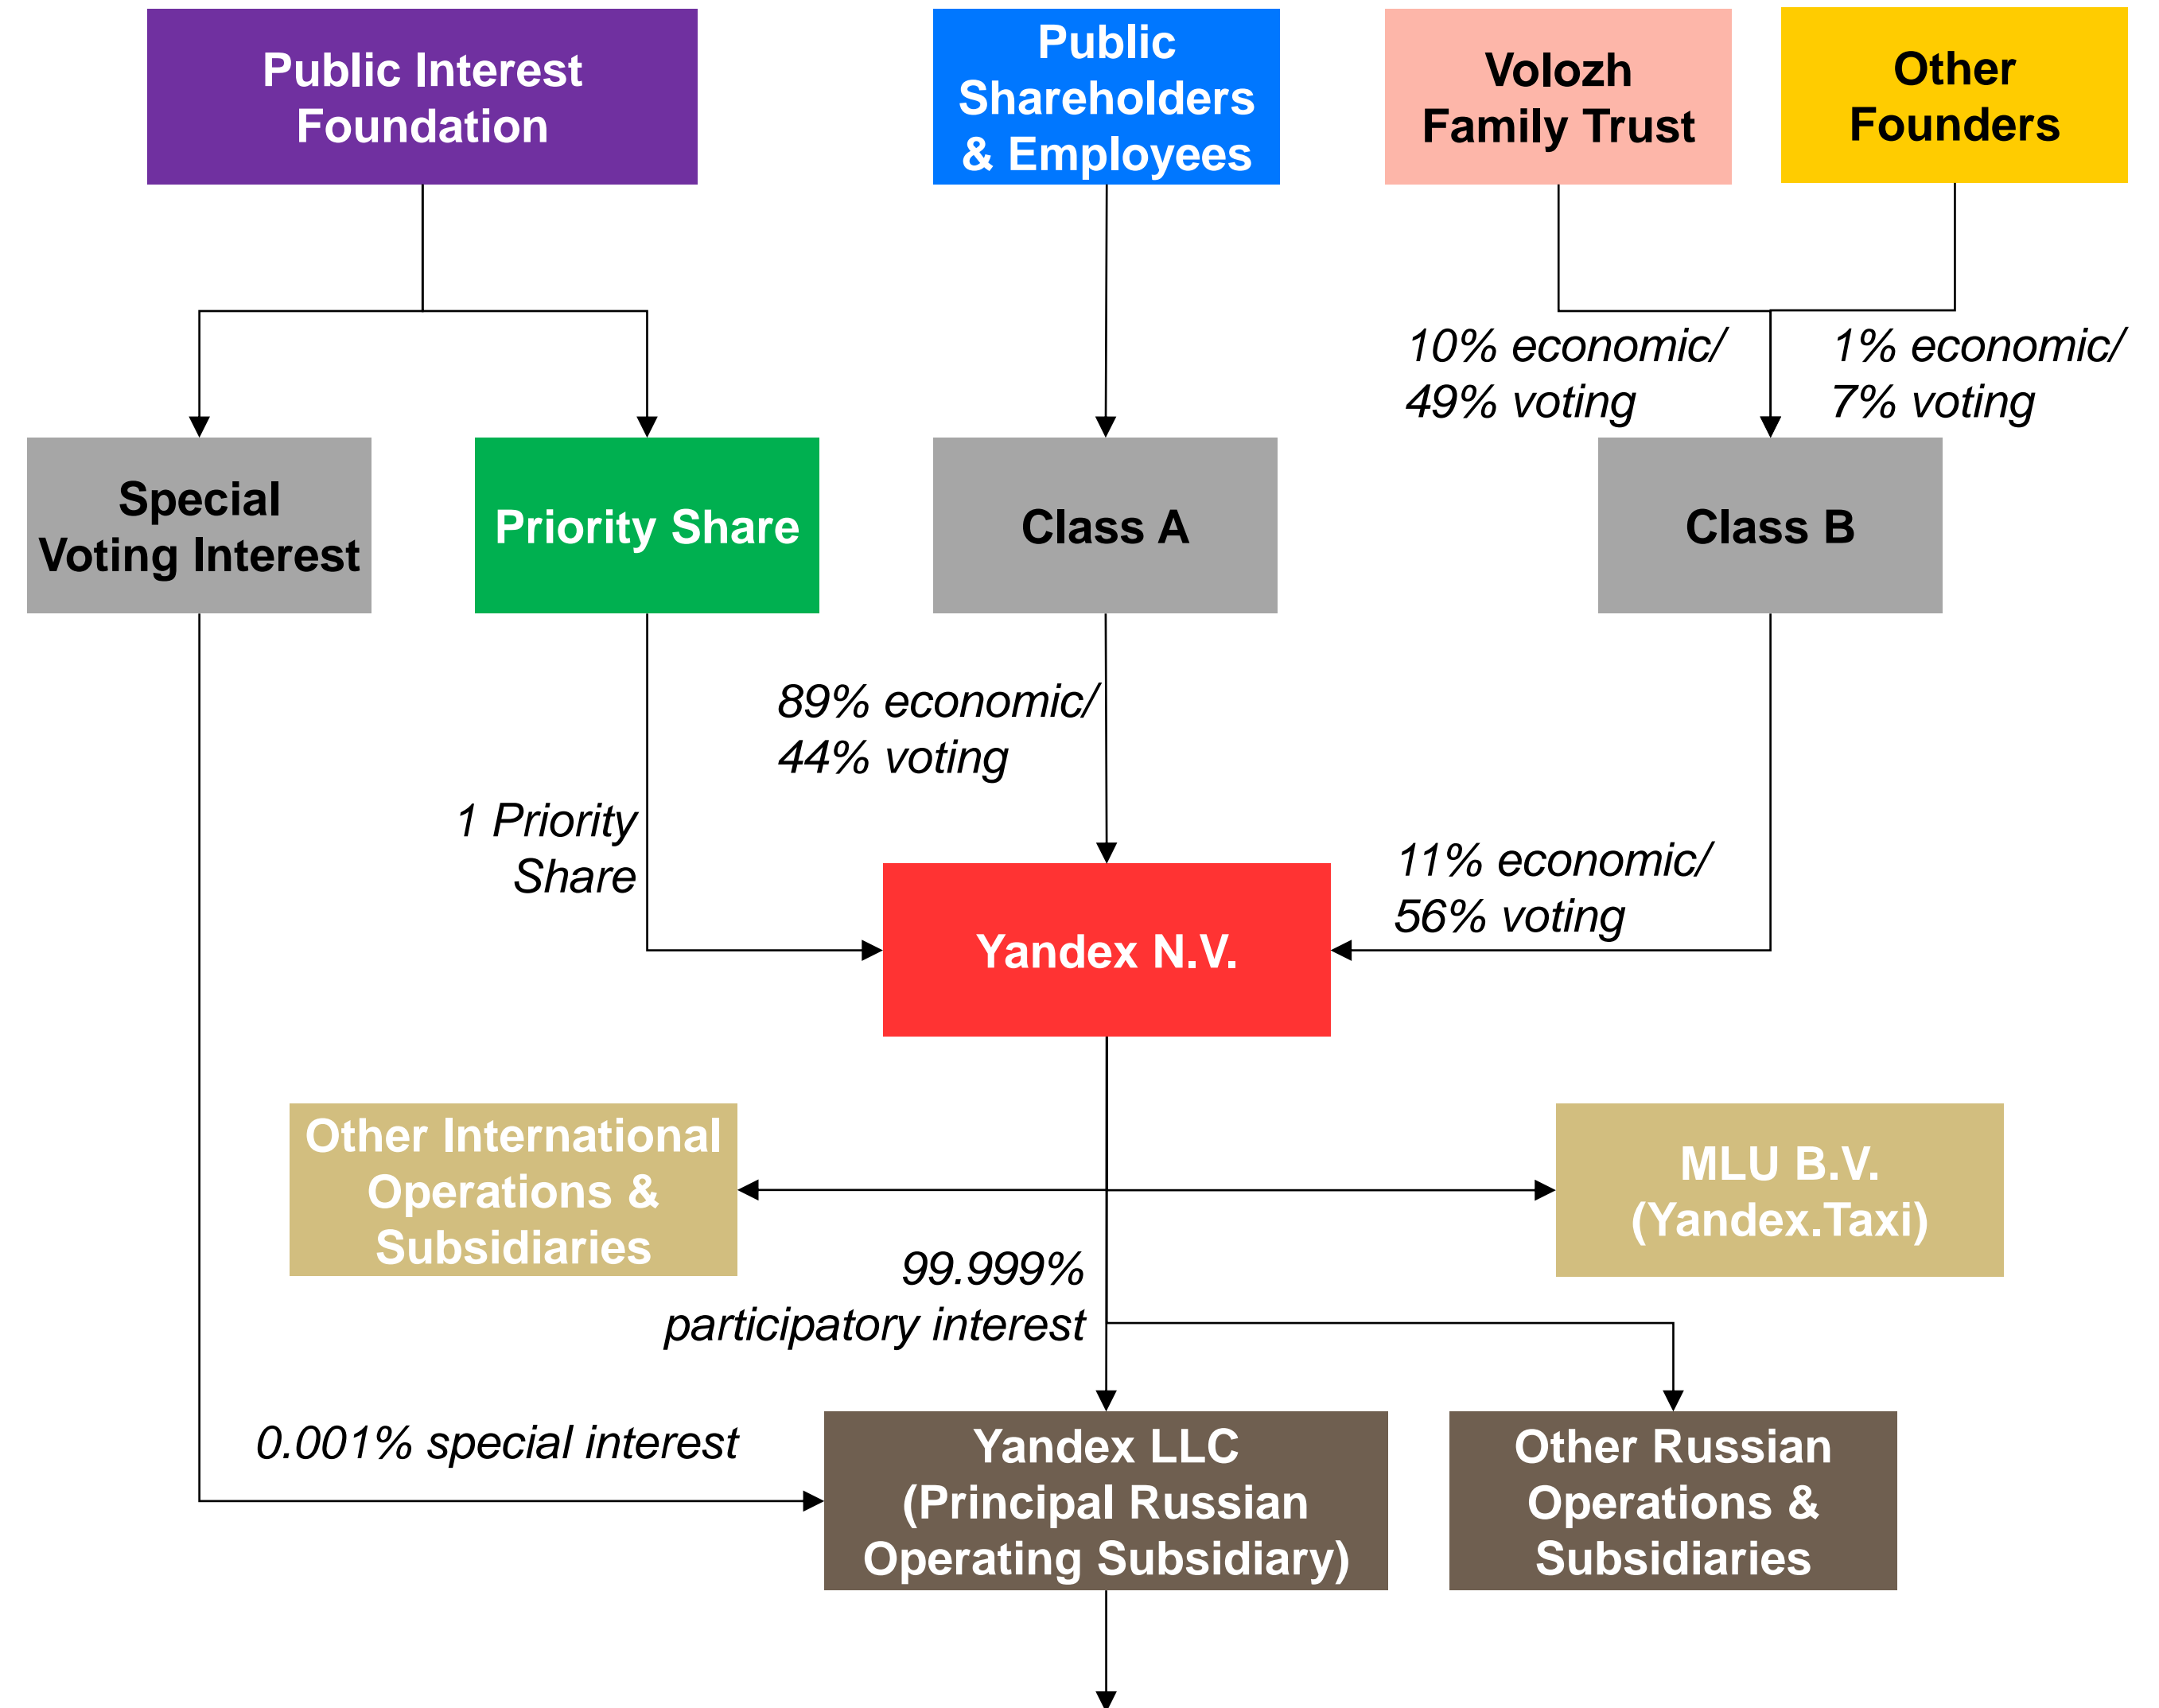 Public Interest
Foundation
Public
Shareholders
& Employees
Volozh
Family Trust
Other
Founders
10% economic/
49% voting
1% economic/
7% voting
Special
Voting Interest
Priority Share
Class A
Class B
89% economic/
44% voting
1 Priority
Share
11% economic/
56% voting
Yandex N.V.
Other International
Operations &
Subsidiaries
MLU B.V.
(Yandex.Taxi)
99.999%
participatory interest
0.001% special interest
Yandex LLC
(Principal Russian
Operating Subsidiary)
Other Russian
Operations &
Subsidiaries